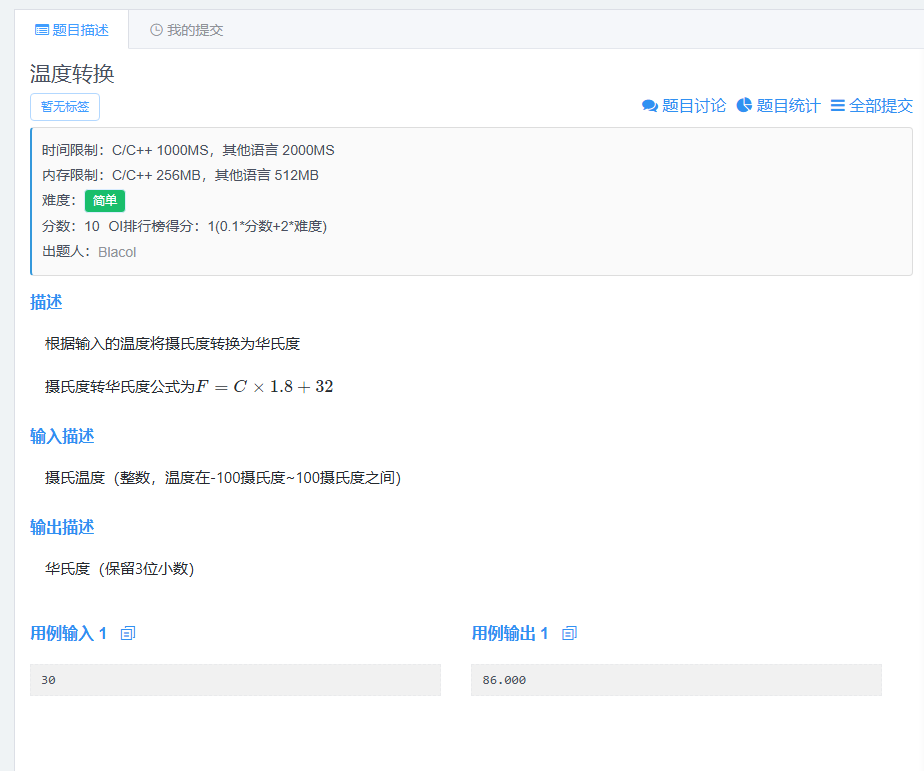 题目描述 我的提交
温度转换
暂无标签
题目讨论 题目统计 全部提交
时间限制：C/C++ 1000MS，其他语言 2000MS
内存限制：C/C++ 256MB，其他语言 512MB
难度：简单
分数：10 OI排行榜得分：1(0.1*分数+2*难度)
出题人：Blacol
描述
根据输入的温度将摄氏度转换为华氏度
摄氏度转华氏度公式为F = C × 1.8 + 32
输入描述
摄氏温度（整数，温度在-100摄氏度~100摄氏度之间）
输出描述
华氏度（保留3位小数）
用例输入 1 用例输出 1
30 86.000